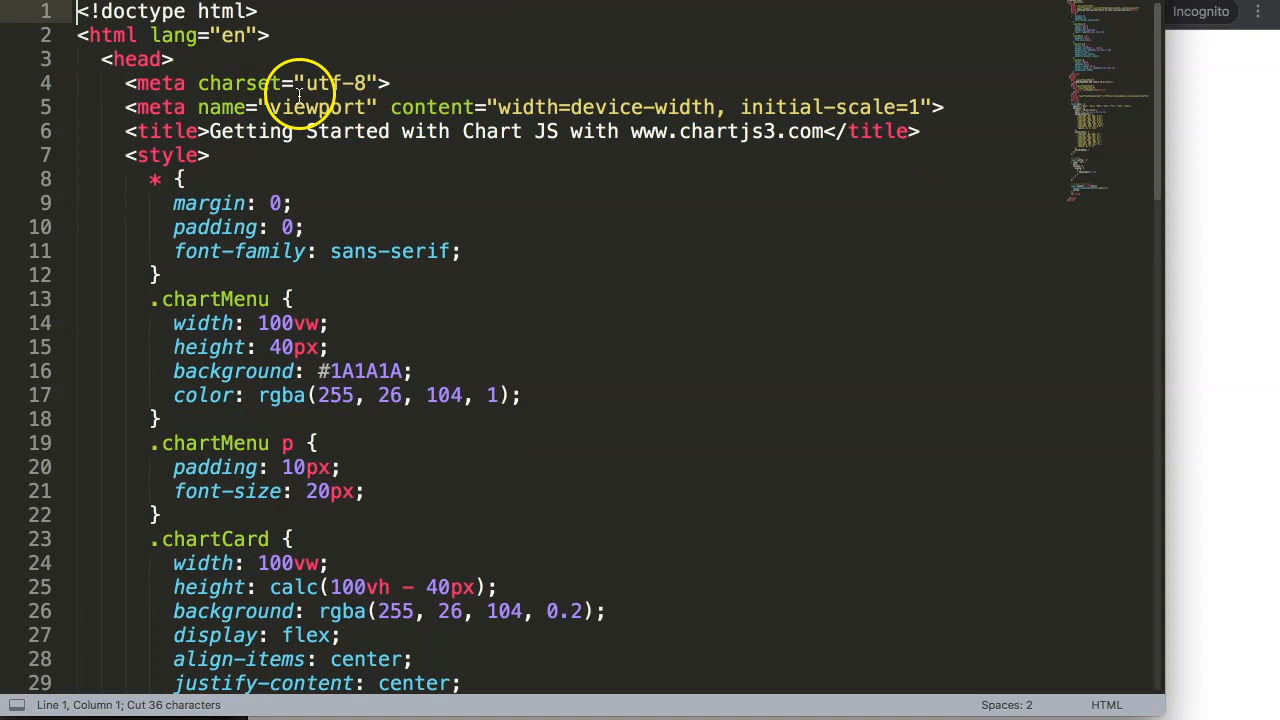 Incognito
1 <!doctype html>
2 <html lang="en">
3 <head>
4 <meta charset="utf-8">
5 <meta name="viewport" content="width=device-width, initial-scale=1">
6 <title>Getting Started with Chart JS with www.chartjs3.com</title>
7 <style>
8 * {
9 margin: 0;
10 padding: 0;
11 font-family: sans-serif;
12 }
13 .chartMenu {
14 width: 100vw;
15 height: 40px;
16 background: #1A1A1A;
17 color: rgba(255, 26, 104, 1);
18 }
19 .chartMenu p {
20 padding: 10px;
21 font-size: 20px;
22 }
23 .chartCard {
24 width: 100vw;
25 height: calc(100vh - 40px);
26 background: rgba(255, 26, 104, 0.2);
27 display: flex;
28 align-items: center;
29 justify-content: center;
Line 1, Column 1; Cut 36 characters Spaces: 2 HTML